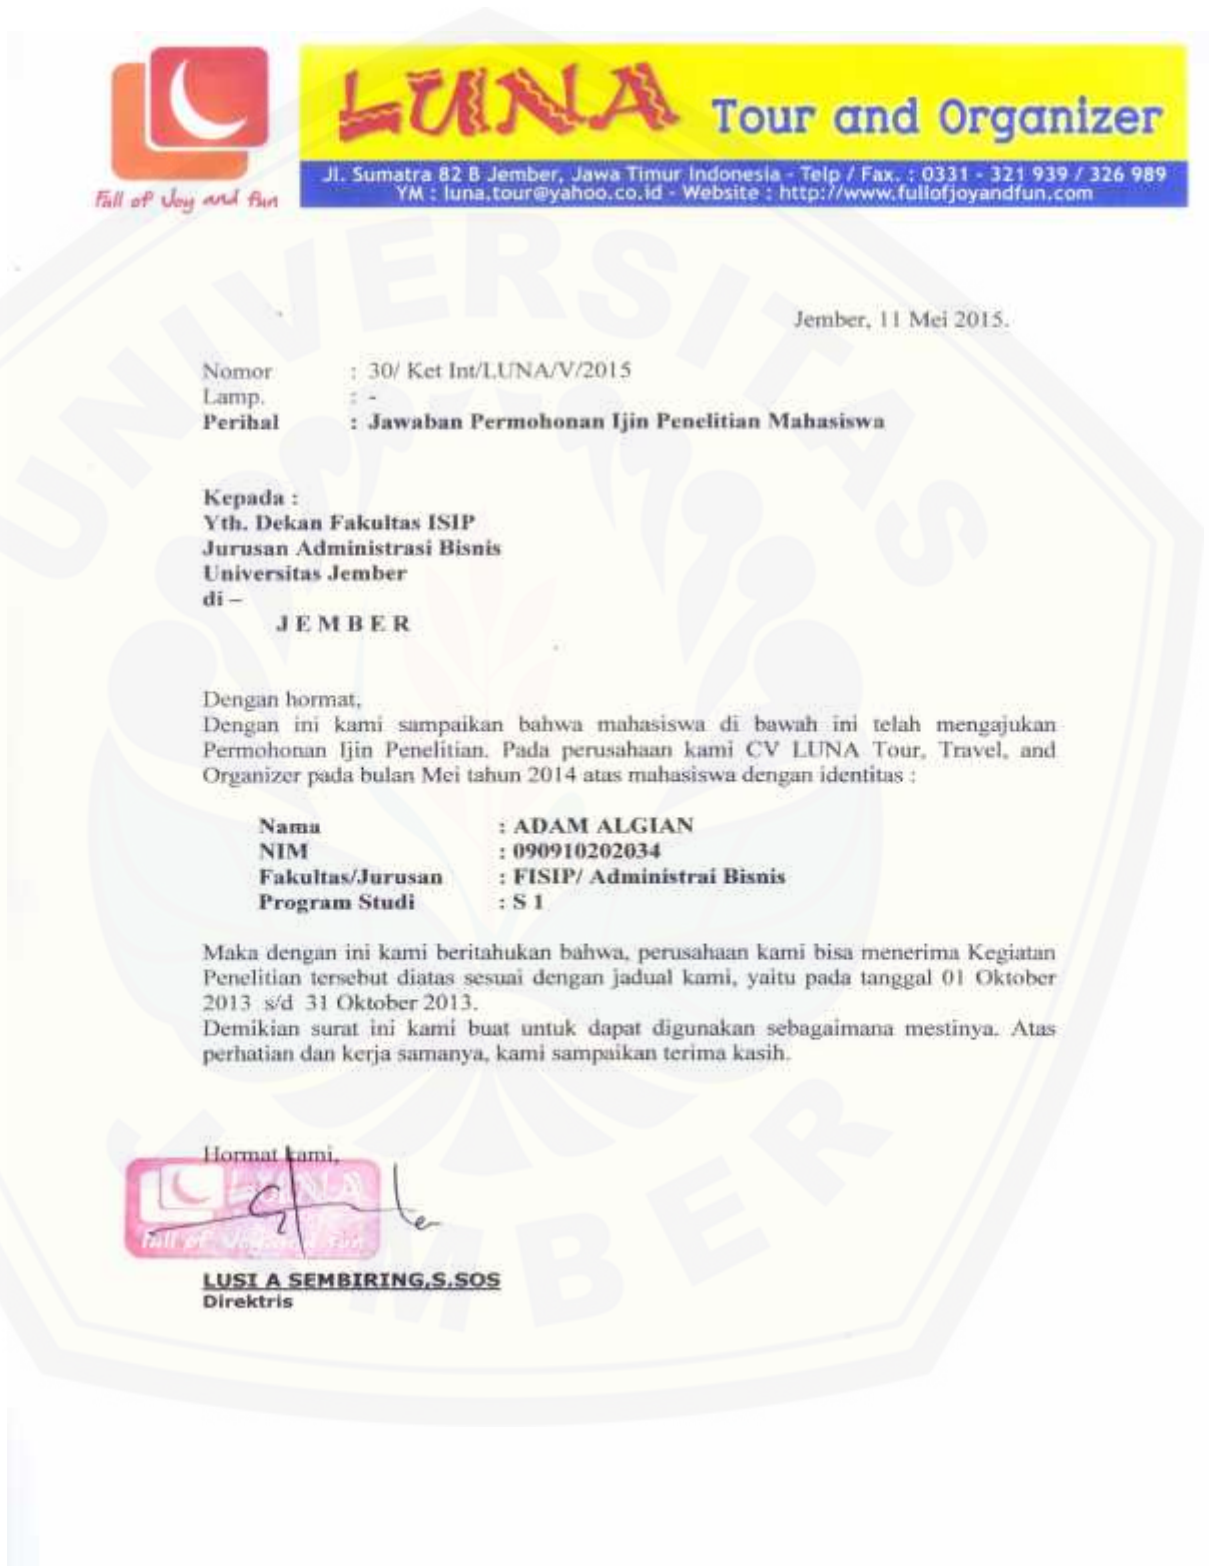 LUNA Tour and Organizer
Jl. Sumatra 82 B Jember, Jawa Timur Indonesia - Telp / Fax. : 0331 - 321 939 / 326 989
YM : luna.tour@yahoo.co.id - Website : http://www.fullofjoyandfun.com
Full of Joy and Fun
Jember, 11 Mei 2015.
Nomor : 30/ Ket Int/LUNA/V/2015
Lamp. : -
Perihal : Jawaban Permohonan Ijin Penelitian Mahasiswa
Kepada :
Yth. Dekan Fakultas ISIP
Jurusan Administrasi Bisnis
Universitas Jember
di –
J E M B E R
Dengan hormat,
Dengan ini kami sampaikan bahwa mahasiswa di bawah ini telah mengajukan
Permohonan Ijin Penelitian. Pada perusahaan kami CV LUNA Tour, Travel, and
Organizer pada bulan Mei tahun 2014 atas mahasiswa dengan identitas :
Nama : ADAM ALGIAN
NIM : 090910202034
Fakultas/Jurusan : FISIP/ Administrai Bisnis
Program Studi : S 1
Maka dengan ini kami beritahukan bahwa, perusahaan kami bisa menerima Kegiatan
Penelitian tersebut diatas sesuai dengan jadual kami, yaitu pada tanggal 01 Oktober
2013 s/d 31 Oktober 2013.
Demikian surat ini kami buat untuk dapat digunakan sebagaimana mestinya. Atas
perhatian dan kerja samanya, kami sampaikan terima kasih.
Hormat kami,
LUNA
Full of Joy and Fun
LUSI A SEMBIRING,S.SOS
Direktris
UNIVERSITAS
JEMBER